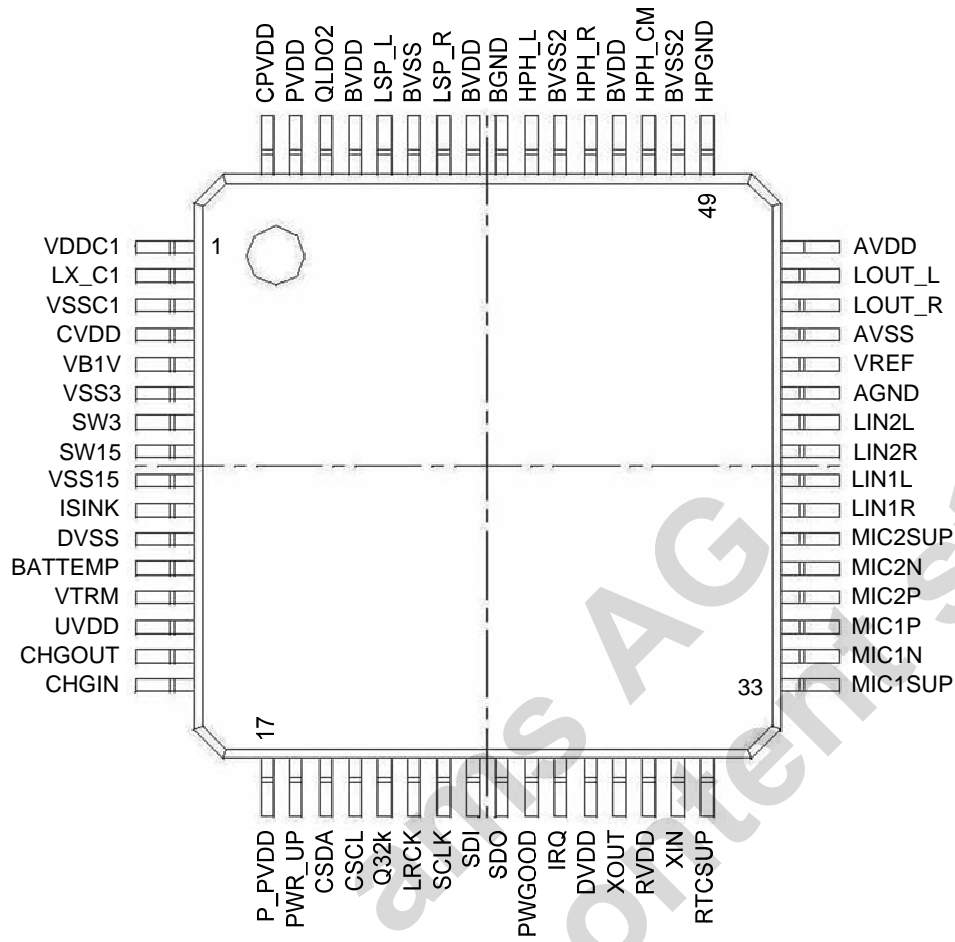 CPVDD
PVDD
QLDO2
BVDD
LSP_L
BVSS
LSP_R
BVDD
BGND
HPH_L
BVSS2
HPH_R
BVDD
HPH_CM
BVSS2
HPGND
49
1
VDDC1
LX_C1
VSSC1
CVDD
VB1V
VSS3
SW3
SW15
VSS15
ISINK
DVSS
BATTEMP
VTRM
UVDD
CHGOUT
CHGIN
AVDD
LOUT_L
LOUT_R
AVSS
VREF
AGND
LIN2L
LIN2R
LIN1L
LIN1R
MIC2SUP
MIC2N
MIC2P
MIC1P
MIC1N
MIC1SUP
33
17
P_PVDD
PWR_UP
CSDA
CSCL
Q32k
LRCK
SCLK
SDI
SDO
PWGOOD
IRQ
DVDD
XOUT
RVDD
XIN
RTCSUP
ams AG
ontent s